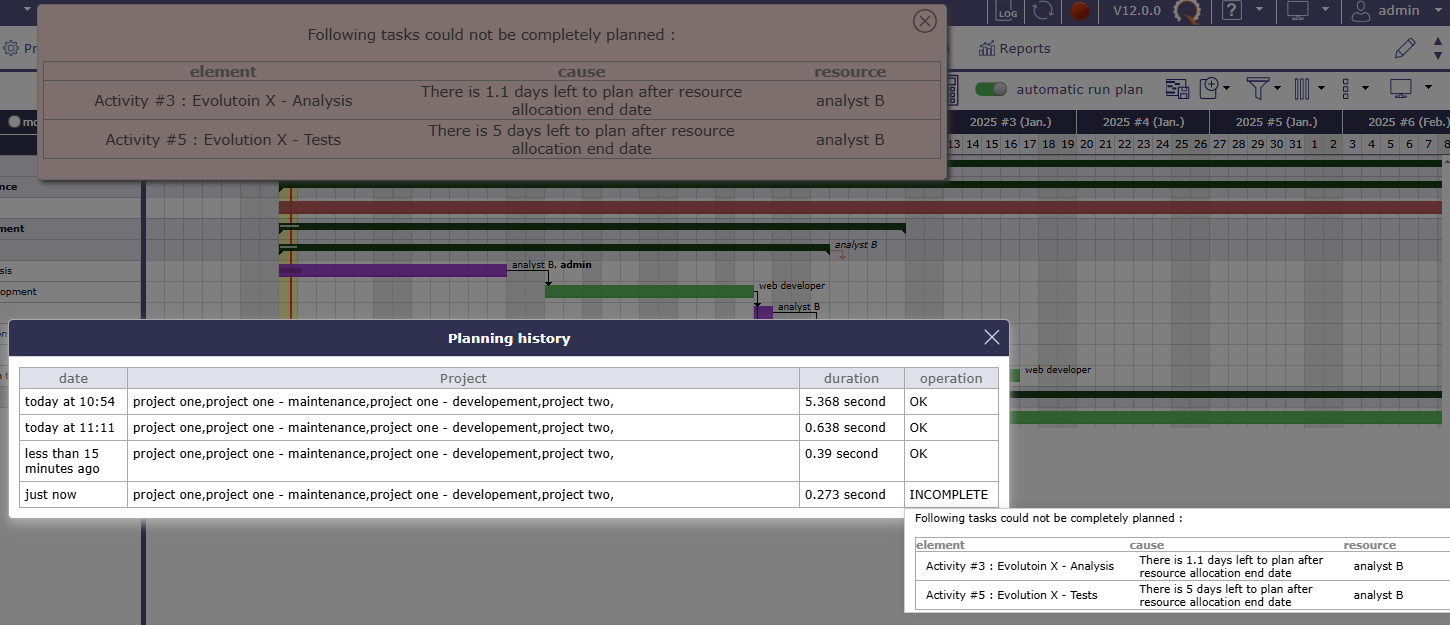 LOG
V12.0.0
?
admin
Following tasks could not be completely planned :
Pr
Reports
element cause resource
Activity #3 : Evolutoin X - Analysis There is 1.1 days left to plan after resource allocation end date analyst B
Activity #5 : Evolution X - Tests There is 5 days left to plan after resource allocation end date analyst B
automatic run plan
mo
2025 #3 (Jan.) 2025 #4 (Jan.) 2025 #5 (Jan.) 2025 #6 (Feb.)
13 14 15 16 17 18 19 20 21 22 23 24 25 26 27 28 29 30 31 1 2 3 4 5 6 7 8
nce
ment
analyst B
sis
analyst B, admin
opment
web developer
analyst B
Planning history
date Project duration operation
web developer
today at 10:54 project one,project one - maintenance,project one - developement,project two, 5.368 second OK
today at 11:11 project one,project one - maintenance,project one - developement,project two, 0.638 second OK
less than 15 minutes ago project one,project one - maintenance,project one - developement,project two, 0.39 second OK
just now project one,project one - maintenance,project one - developement,project two, 0.273 second INCOMPLETE
Following tasks could not be completely planned :
element cause resource
Activity #3 : Evolutoin X - Analysis There is 1.1 days left to plan after resource allocation end date analyst B
Activity #5 : Evolution X - Tests There is 5 days left to plan after resource allocation end date analyst B